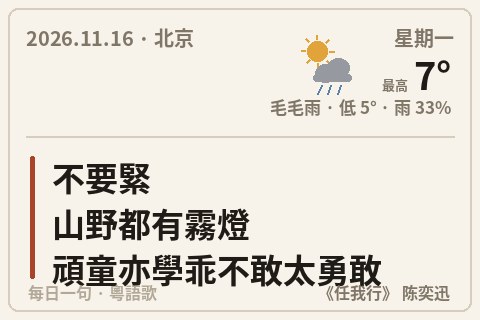 2026.11.16 · 北京
星期一
最高 7°
毛毛雨 · 低 5° · 雨 33%
不要緊
山野都有霧燈
頑童亦學乖不敢太勇敢
每日一句 · 粵語歌
《任我行》 陈奕迅